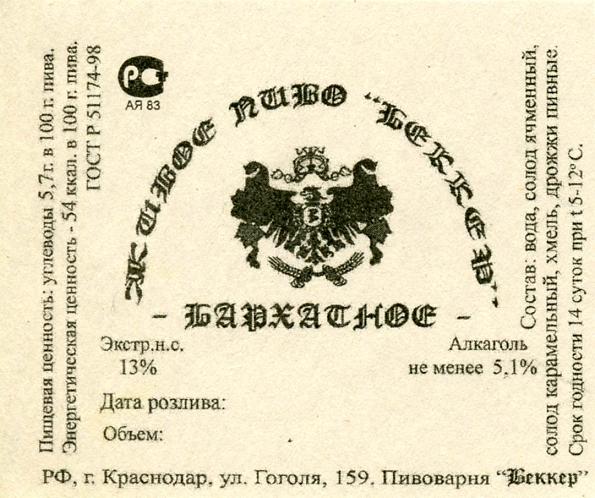 Пищевая ценность: углеводы 5,7г. в 100 г. пива.
Энергетическая ценность - 54 ккал. в 100 г. пива.
ГОСТ Р 51174-98
РСТ
АЯ 83
ЖИВОЕ ПИВО "БЕККЕР"
- БАРХАТНОЕ -
Экстр.н.с.
13%
Алкаголь
не менее 5,1%
Дата розлива:
Объем:
Состав: вода, солод ячменный,
солод карамельный, хмель, дрожжи пивные.
Срок годности 14 суток при t 5-12°С.
РФ, г. Краснодар, ул. Гоголя, 159. Пивоварня "Беккер"